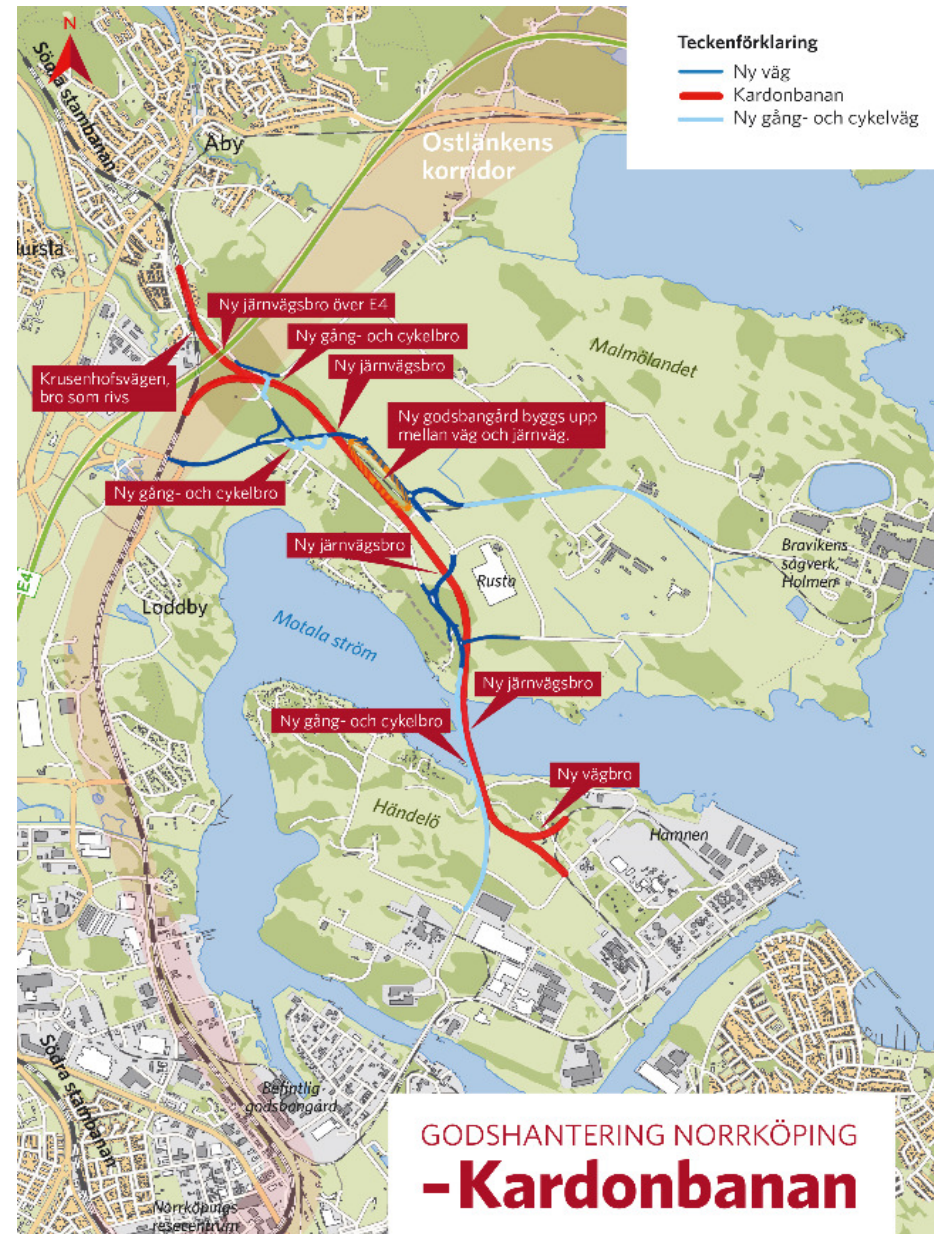 N
Södra stambanan
Åby
Teckenförklaring
Ny väg
Kardonbanan
Ny gång- och cykelväg
Ostlänkens
korridor
Ny järnvägsbro över E4
Ny gång- och cykelbro
Ny järnvägsbro
Krusenhofsvägen,
bro som rivs
Malmölandet
Ny godsbangård byggs upp
mellan väg och järnväg.
Ny gång- och cykelbro
Ny järnvägsbro
Rusta
Bravikens
sågverk,
Holmen
E4
Loddby
Motala ström
Ny järnvägsbro
Ny gång- och cykelbro
Ny vägbro
Händelö
Hamnen
Södra stambanan
Befintlig
godsbangård
Norrköpings
resecentrum
GODSHANTERING NORRKÖPING
–Kardonbanan